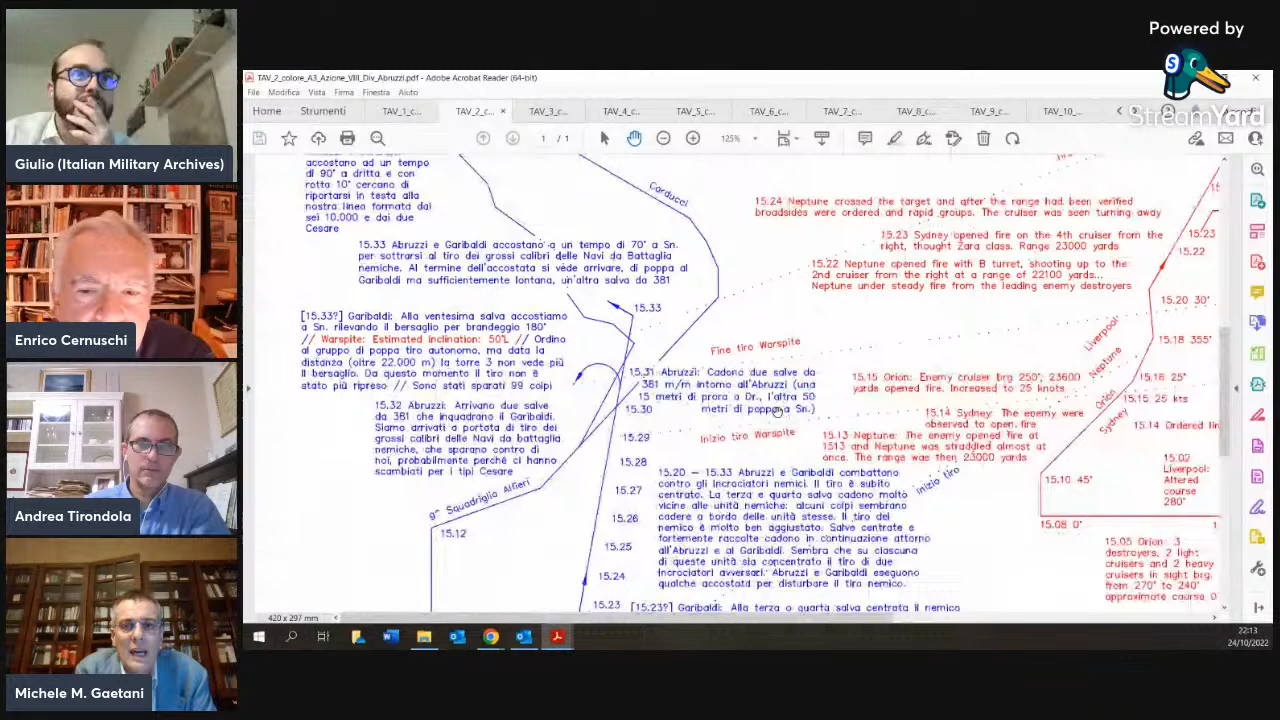 Powered by
StreamYard
Giulio (Italian Military Archives)
Enrico Cernuschi
Andrea Tirondola
Michele M. Gaetani
TAV_2_colore_A3_Azione_VIII_Div_Abruzzi.pdf - Adobe Acrobat Reader (64-bit)
File Modifica Vista Firma Finestra Aiuto
Home Strumenti TAV_1_c... TAV_2_c... TAV_3_c... TAV_4_c... TAV_5_c... TAV_6_c... TAV_7_c... TAV_8_c... TAV_9_c... TAV_10_...
1 / 1 125%
accostano ad un tempo
di 90° a dritta e con
rotta 10° cercano di
riportarsi in testa alla
nostra linea formata dai
sei 10.000 e dai due
Cesare
Carducci
15.33 Abruzzi e Garibaldi accostano a un tempo di 70° a Sn.
per sottrarsi al tiro dei grossi calibri delle Navi da Battaglia
nemiche. Al termine dell'accostata si vede arrivare, di poppa al
Garibaldi ma sufficientemente lontana, un'altra salva da 381
[15.33?] Garibaldi: Alla ventesima salva accostiamo
a Sn. rilevando il bersaglio per brandeggio 180°
// Warspite: Estimated inclination: 50°L // Ordino
al gruppo di poppa tiro autonomo, ma data la
distanza (oltre 22.000 m) la torre 3 non vede più
il bersaglio. Da questo momento il tiro non è
stato più ripreso // Sono stati sparati 99 colpi
15.32 Abruzzi: Arrivano due salve
da 381 che inquadrano il Garibaldi.
Siamo arrivati a portata di tiro dei
grossi calibri delle Navi da battaglia
nemiche, che sparano contro di
noi, probabilmente perché ci hanno
scambiati per i tipi Cesare
9ª Squadriglia Alfieri
15.12
15.33
15.31 Abruzzi: Cadono due salve da
381 m/m intorno all'Abruzzi (una
15 metri di prora a Dr., l'altra 50
metri di poppa a Sn.)
15.30
15.29
15.28
15.27
15.26
15.25
15.24
15.23
Fine tiro Warspite
Inizio tiro Warspite
15.20 – 15.33 Abruzzi e Garibaldi combattono
contro gli incrociatori nemici. Il tiro è subito
centrato. La terza e quarta salva cadono molto
vicine alle unità nemiche: alcuni colpi sembrano
cadere a bordo delle unità stesse. Il tiro del
nemico è molto ben aggiustato. Salve centrate e
fortemente raccolte cadono in continuazione attorno
all'Abruzzi e al Garibaldi. Sembra che su ciascuna
di queste unità sia concentrato il tiro di due
incrociatori avversari. Abruzzi e Garibaldi eseguono
qualche accostata per disturbare il tiro nemico.
[15.23?] Garibaldi: Alla terza o quarta salva centrata il nemico
Inizio tiro
15.24 Neptune crossed the target and after the range had been verified
broadsides were ordered and rapid groups. The cruiser was seen turning away
15.23 Sydney opened fire on the 4th cruiser from the
right, thought Zara class. Range 23000 yards
15.22 Neptune opened fire with B turret, shooting up to the
2nd cruiser from the right at a range of 22100 yards...
Neptune under steady fire from the leading enemy destroyers
15.15 Orion: Enemy cruiser brg 250°, 23600
yards opened fire. Increased to 25 knots
15.14 Sydney: The enemy were
observed to open fire
15.13 Neptune: The enemy opened fire at
1513 and Neptune was straddled almost at
once. The range was then 23000 yards
15.23
15.22
15.20 30°
15.18 355°
15.16 25°
15.15 25 kts
15.14 Ordered lin
Liverpool
Neptune
Orion
Sydney
15.10 45°
15.08 0°
15.02
Liverpool:
Altered
course
280°
15.05 Orion: 3
destroyers, 2 light
cruisers and 2 heavy
cruisers in sight brg.
from 270° to 240°
approximate course 0°
420 x 297 mm
22:13
24/10/2022